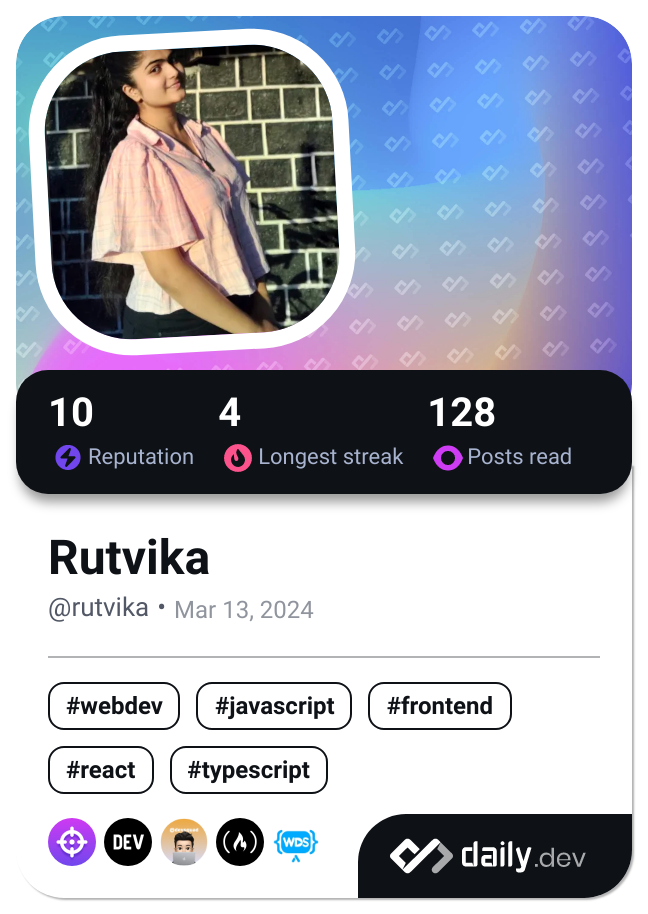 10 4 128
Reputation Longest streak Posts read
Rutvika
@rutvika • Mar 13, 2024
#webdev #javascript #frontend
#react #typescript
DEV WDS
daily.dev